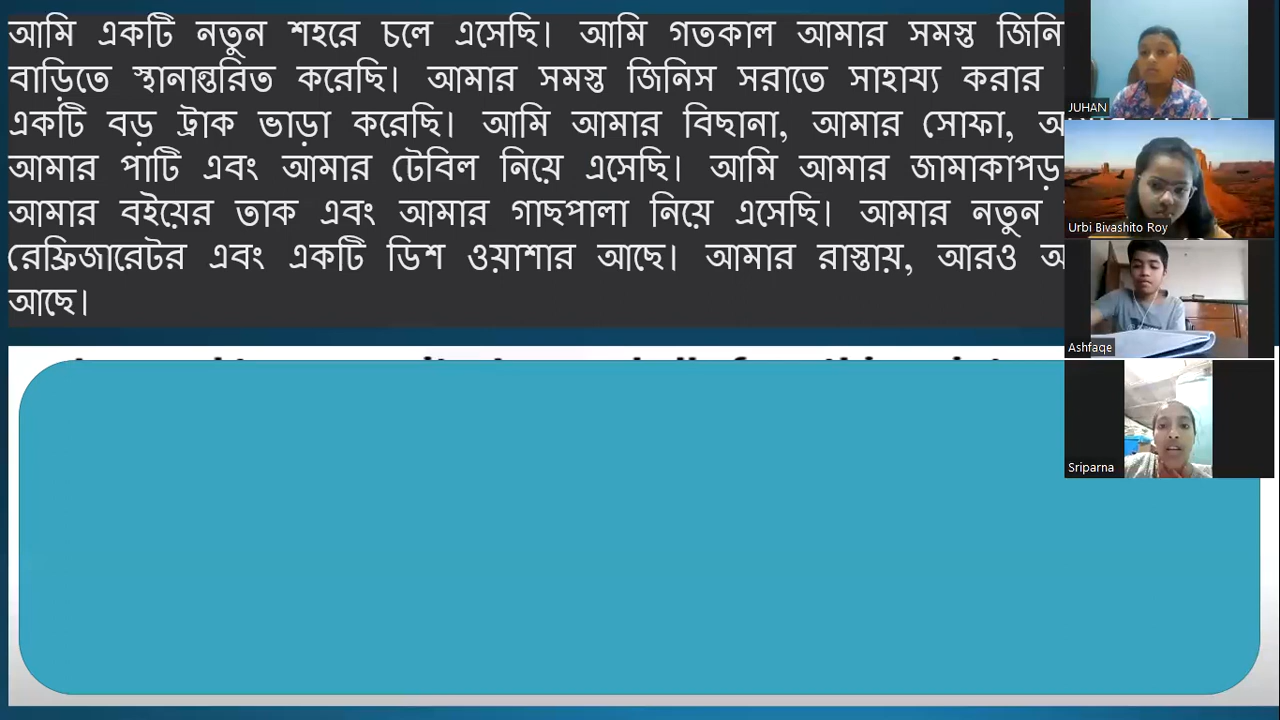 আমি একটি নতুন শহরে চলে এসেছি। আমি গতকাল আমার সমস্ত
বাড়িতে স্থানান্তরিত করেছি। আমার সমস্ত জিনিস সরাতে সাহায্য করার
একটি বড় ট্রাক ভাড়া করেছি। আমি আমার বিছানা, আমার সোফা,
আমার পাটি এবং আমার টেবিল নিয়ে এসেছি। আমি আমার জামাকাপড়
আমার বইয়ের তাক এবং আমার গাছপালা নিয়ে এসেছি। আমার নতুন
রেফ্রিজারেটর এবং একটি ডিশ ওয়াশার আছে। আমার রাস্তায়, আরও
আছে।
JUHAN
Urbi Bivashito Roy
Ashfaqe
Sriparna